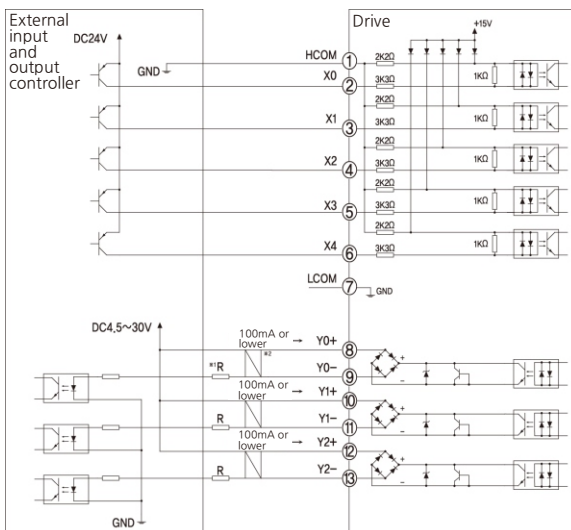 External
input
and
output
controller
DC24V
Drive
+15V
HCOM
GND
1
2K2Ω
X0
2
3K3Ω
1KΩ
2K2Ω
X1
3
3K3Ω
1KΩ
2K2Ω
X2
4
3K3Ω
1KΩ
2K2Ω
X3
5
3K3Ω
1KΩ
2K2Ω
X4
6
3K3Ω
1KΩ
LCOM
7
GND
DC4.5~30V
100mA or
lower
→ Y0+
8
+
*2
*1R
Y0-
9
−
100mA or
lower
→ Y1+
10
+
R
Y1-
11
−
100mA or
lower
→ Y2+
12
+
R
Y2-
13
−
GND